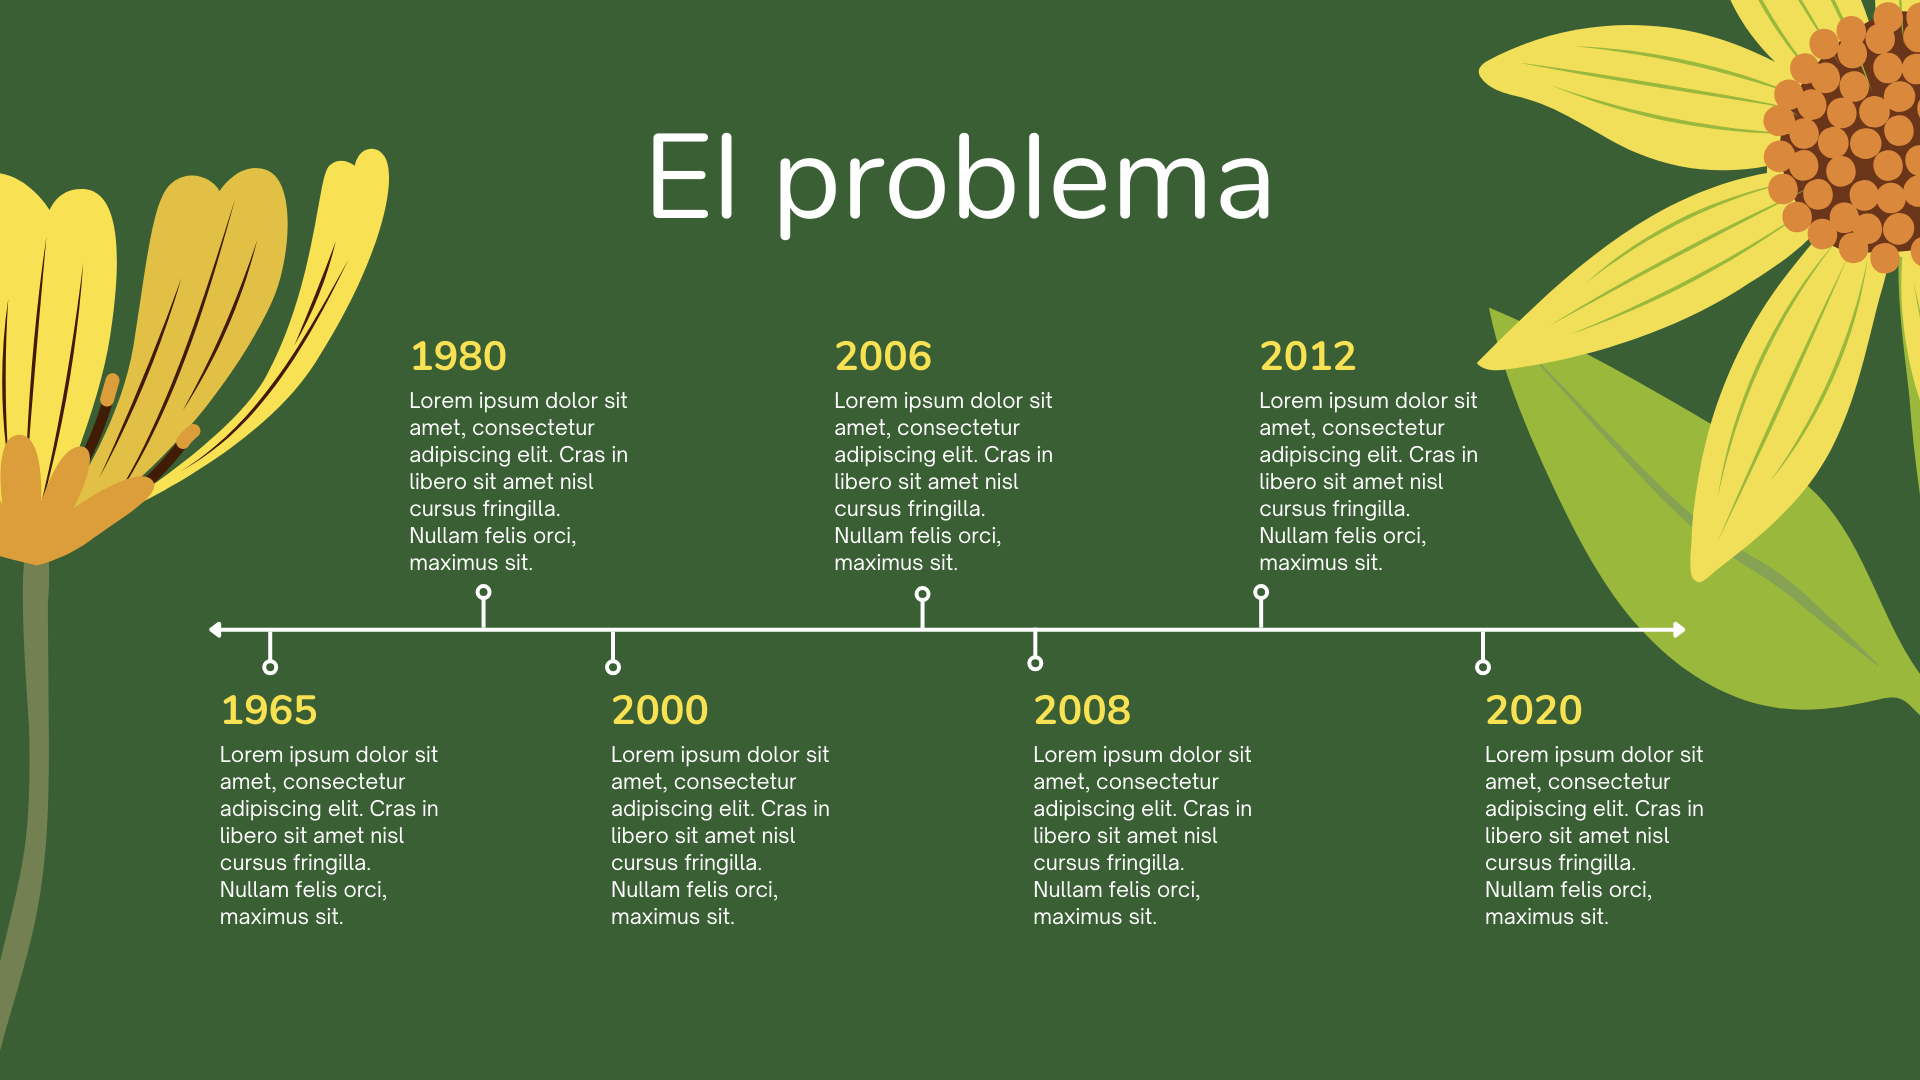 El problema
1980
Lorem ipsum dolor sit
amet, consectetur
adipiscing elit. Cras in
libero sit amet nisl
cursus fringilla.
Nullam felis orci,
maximus sit.
2006
Lorem ipsum dolor sit
amet, consectetur
adipiscing elit. Cras in
libero sit amet nisl
cursus fringilla.
Nullam felis orci,
maximus sit.
2012
Lorem ipsum dolor sit
amet, consectetur
adipiscing elit. Cras in
libero sit amet nisl
cursus fringilla.
Nullam felis orci,
maximus sit.
1965
Lorem ipsum dolor sit
amet, consectetur
adipiscing elit. Cras in
libero sit amet nisl
cursus fringilla.
Nullam felis orci,
maximus sit.
2000
Lorem ipsum dolor sit
amet, consectetur
adipiscing elit. Cras in
libero sit amet nisl
cursus fringilla.
Nullam felis orci,
maximus sit.
2008
Lorem ipsum dolor sit
amet, consectetur
adipiscing elit. Cras in
libero sit amet nisl
cursus fringilla.
Nullam felis orci,
maximus sit.
2020
Lorem ipsum dolor sit
amet, consectetur
adipiscing elit. Cras in
libero sit amet nisl
cursus fringilla.
Nullam felis orci,
maximus sit.